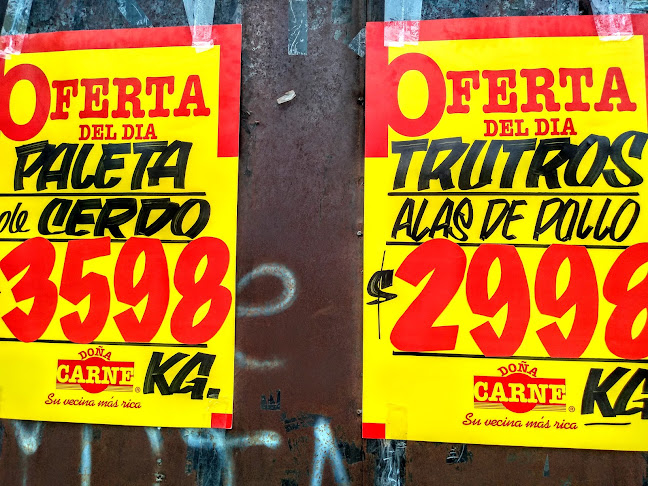 OFERTA
DEL DIA
PALETA
de CERDO
3598
DOÑA
CARNE
KG.
Su vecina más rica
OFERTA
DEL DIA
TRUTROS
ALAS DE POLLO
$2998
DOÑA
CARNE
KG
Su vecina más rica